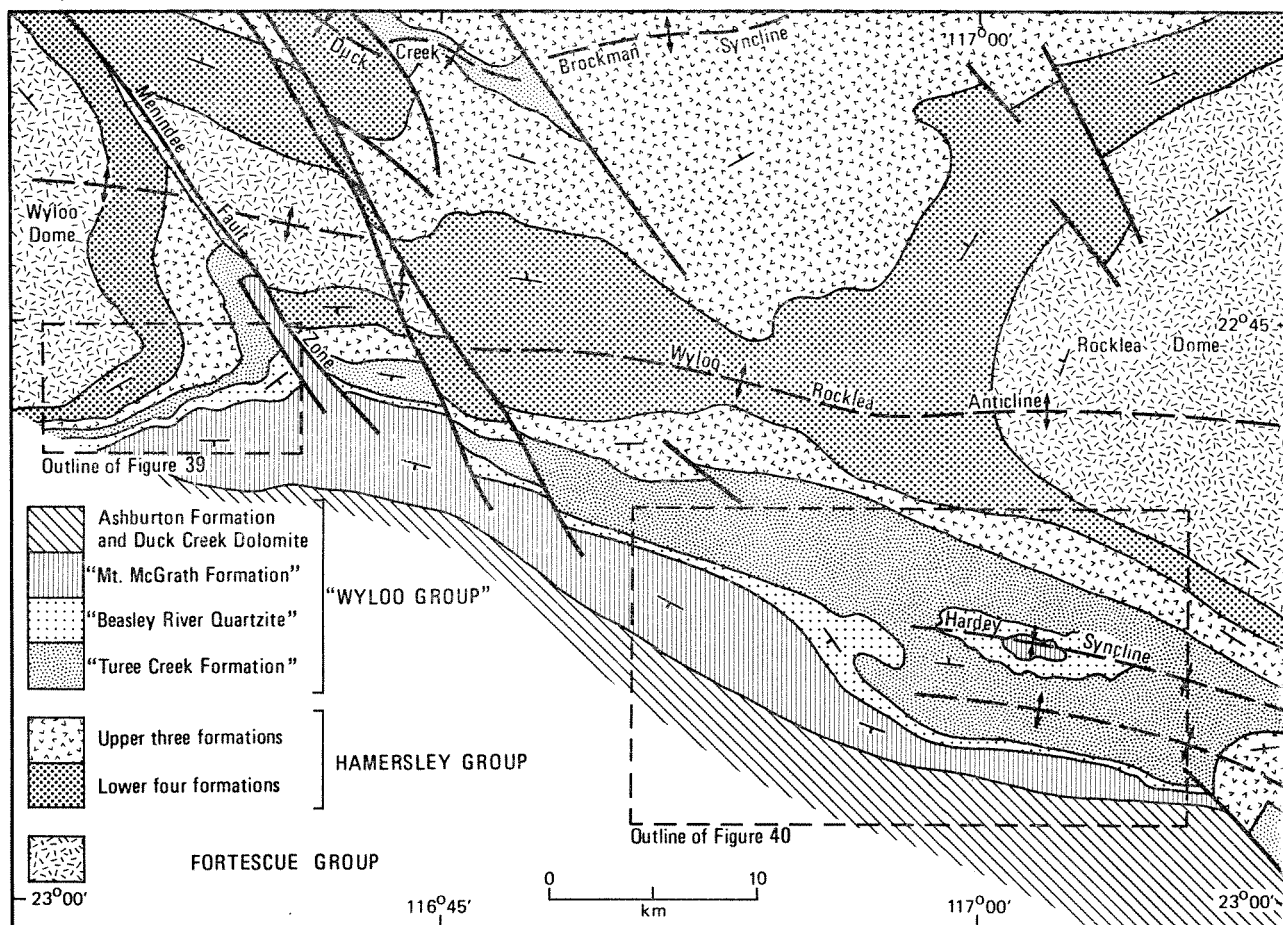 Duck Creek
Brockman Syncline
117°00'
Menindee Fault Zone
Wyloo
Dome
22°45'
Rocklea Dome
Wyloo Rocklea Anticline
Outline of Figure 39
Ashburton Formation
and Duck Creek Dolomite
"Mt. McGrath Formation"
"Beasley River Quartzite"
"Turee Creek Formation"
"WYLOO GROUP"
Upper three formations
Lower four formations
HAMERSLEY GROUP
FORTESCUE GROUP
Hardey Syncline
Outline of Figure 40
0 10
km
23°00'
116°45'
117°00'
23°00'